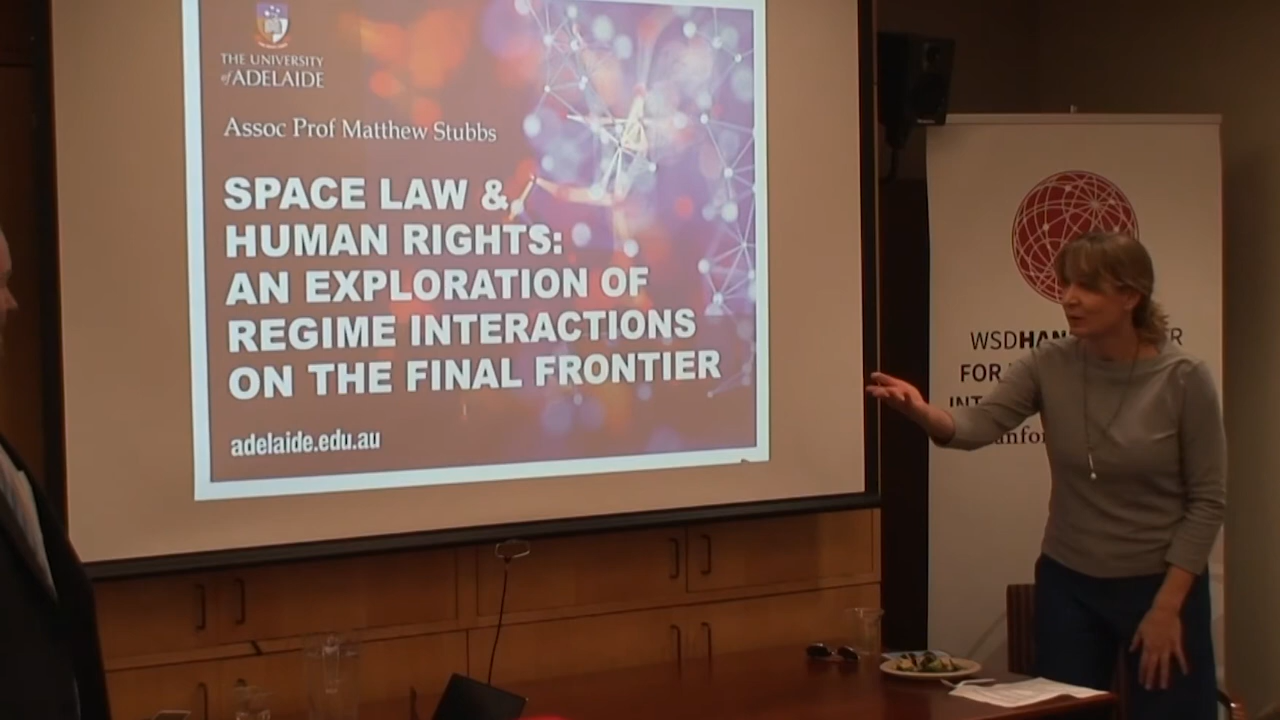 THE UNIVERSITY
of ADELAIDE
Assoc Prof Matthew Stubbs
SPACE LAW &
HUMAN RIGHTS:
AN EXPLORATION OF
REGIME INTERACTIONS
ON THE FINAL FRONTIER
adelaide.edu.au
WSD
FOR